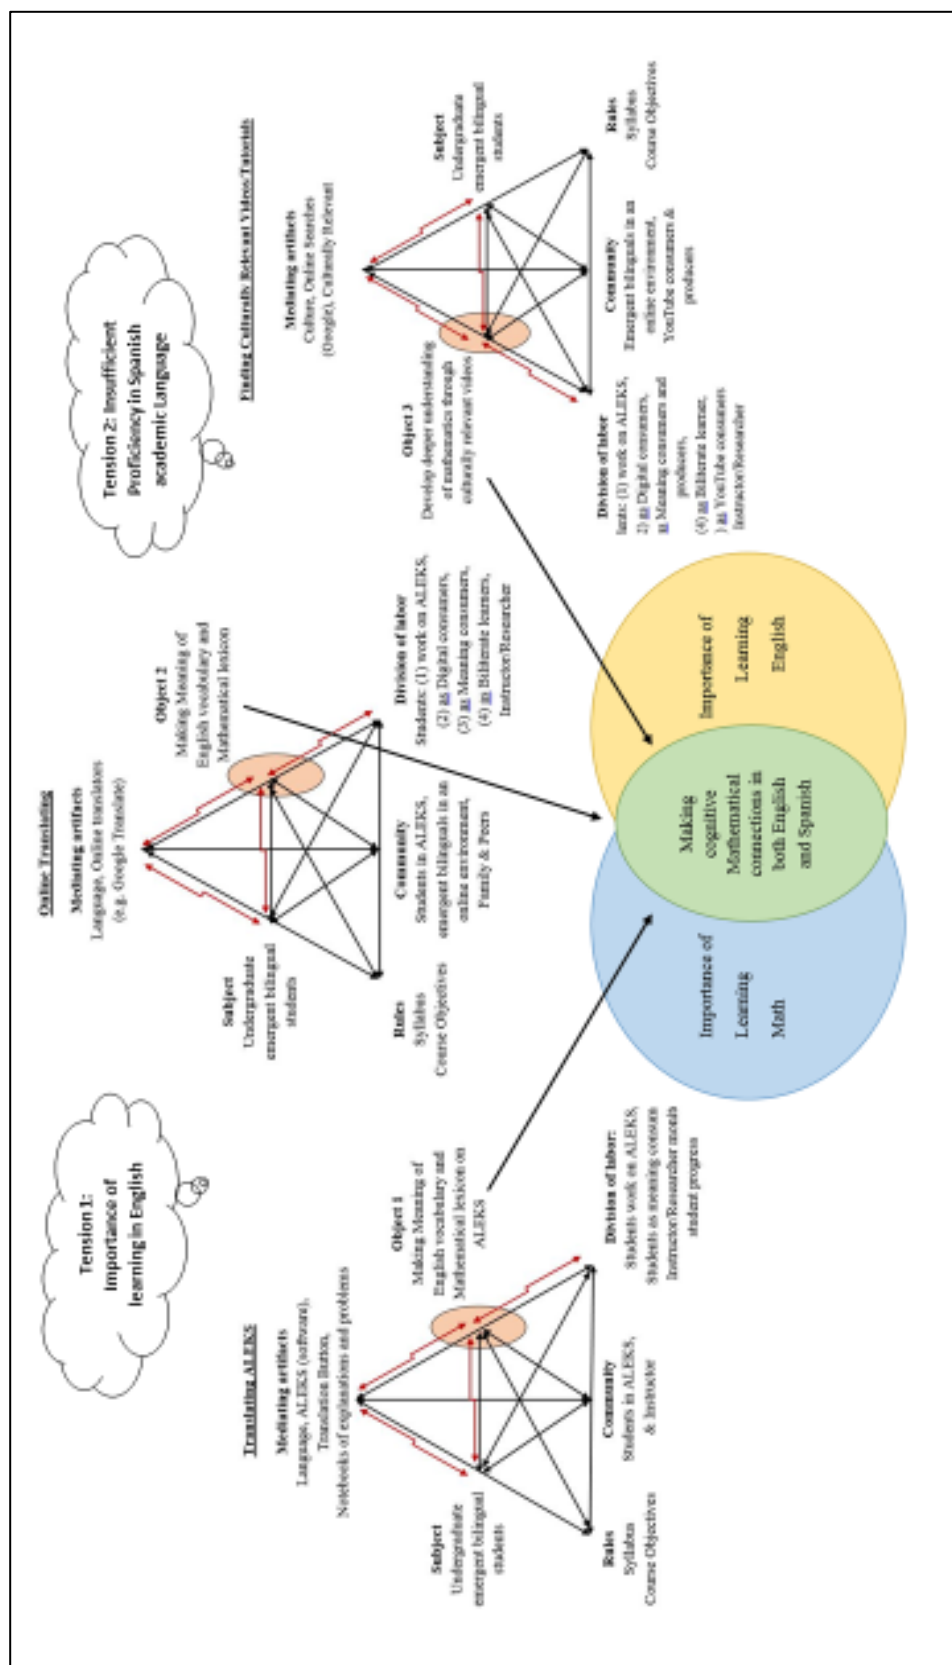 Tension 1:
Importance of
learning in English
Tension 2: Insufficient
Proficiency in Spanish
academic Language
Translating ALEKS
Mediating artifacts
Language, ALEKS (software),
Translation Button,
Notebooks of explanations and problems
Subject
Undergraduate
emergent bilingual
students
Object 1
Making Meaning of
English vocabulary and
Mathematical lexicon on
ALEKS
Rules
Syllabus
Course Objectives
Community
Students in ALEKS,
& Instructor
Division of labor:
Students work on ALEKS,
Students as meaning consum
Instructor/Researcher monit
student progress
Online Translating
Mediating artifacts
Language, Online translators
(e.g. Google Translate)
Subject
Undergraduate
emergent bilingual
students
Object 2
Making Meaning of
English vocabulary and
Mathematical lexicon
Rules
Syllabus
Course Objectives
Community
Students in ALEKS,
emergent bilinguals in an
online environment,
Family & Peers
Division of labor
Students: (1) work on ALEKS,
(2) as Digital consumers,
(3) as Meaning consumers,
(4) as Biliterate learners,
Instructor/Researcher
Finding Culturally Relevant Videos/Tutorials
Mediating artifacts
Culture, Online Searches
(Google), Culturally Relevant
Object 3
Develop deeper understanding
of mathematics through
culturally relevant videos
Subject
Undergraduate
emergent bilingual
students
Division of labor
lents: (1) work on ALEKS,
2) as Digital consumers,
as Meaning consumers and
producers,
(4) as Biliterate learner,
) as YouTube consumers
Instructor/Researcher
Community
Emergent bilinguals in an
online environment,
YouTube consumers &
producers
Rules
Syllabus
Course Objectives
Importance of
Learning
Math
Making
cognitive
Mathematical
connections in
both English
and Spanish
Importance of
Learning
English